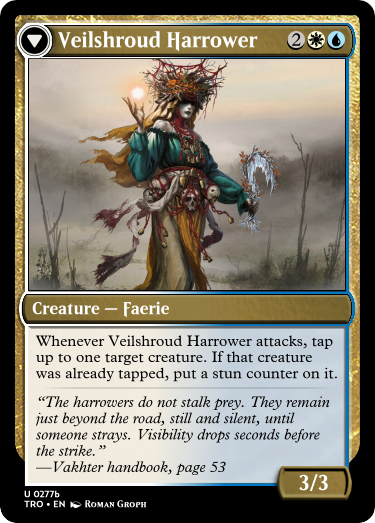 Veilshroud Harrower 2
Creature — Faerie
Whenever Veilshroud Harrower attacks, tap
up to one target creature. If that creature
was already tapped, put a stun counter on it.
“The harrowers do not stalk prey. They remain
just beyond the road, still and silent, until
someone strays. Visibility drops seconds before
the strike.”
—Vakhter handbook, page 53
3/3
U 0277b
TRO • EN Roman Groph